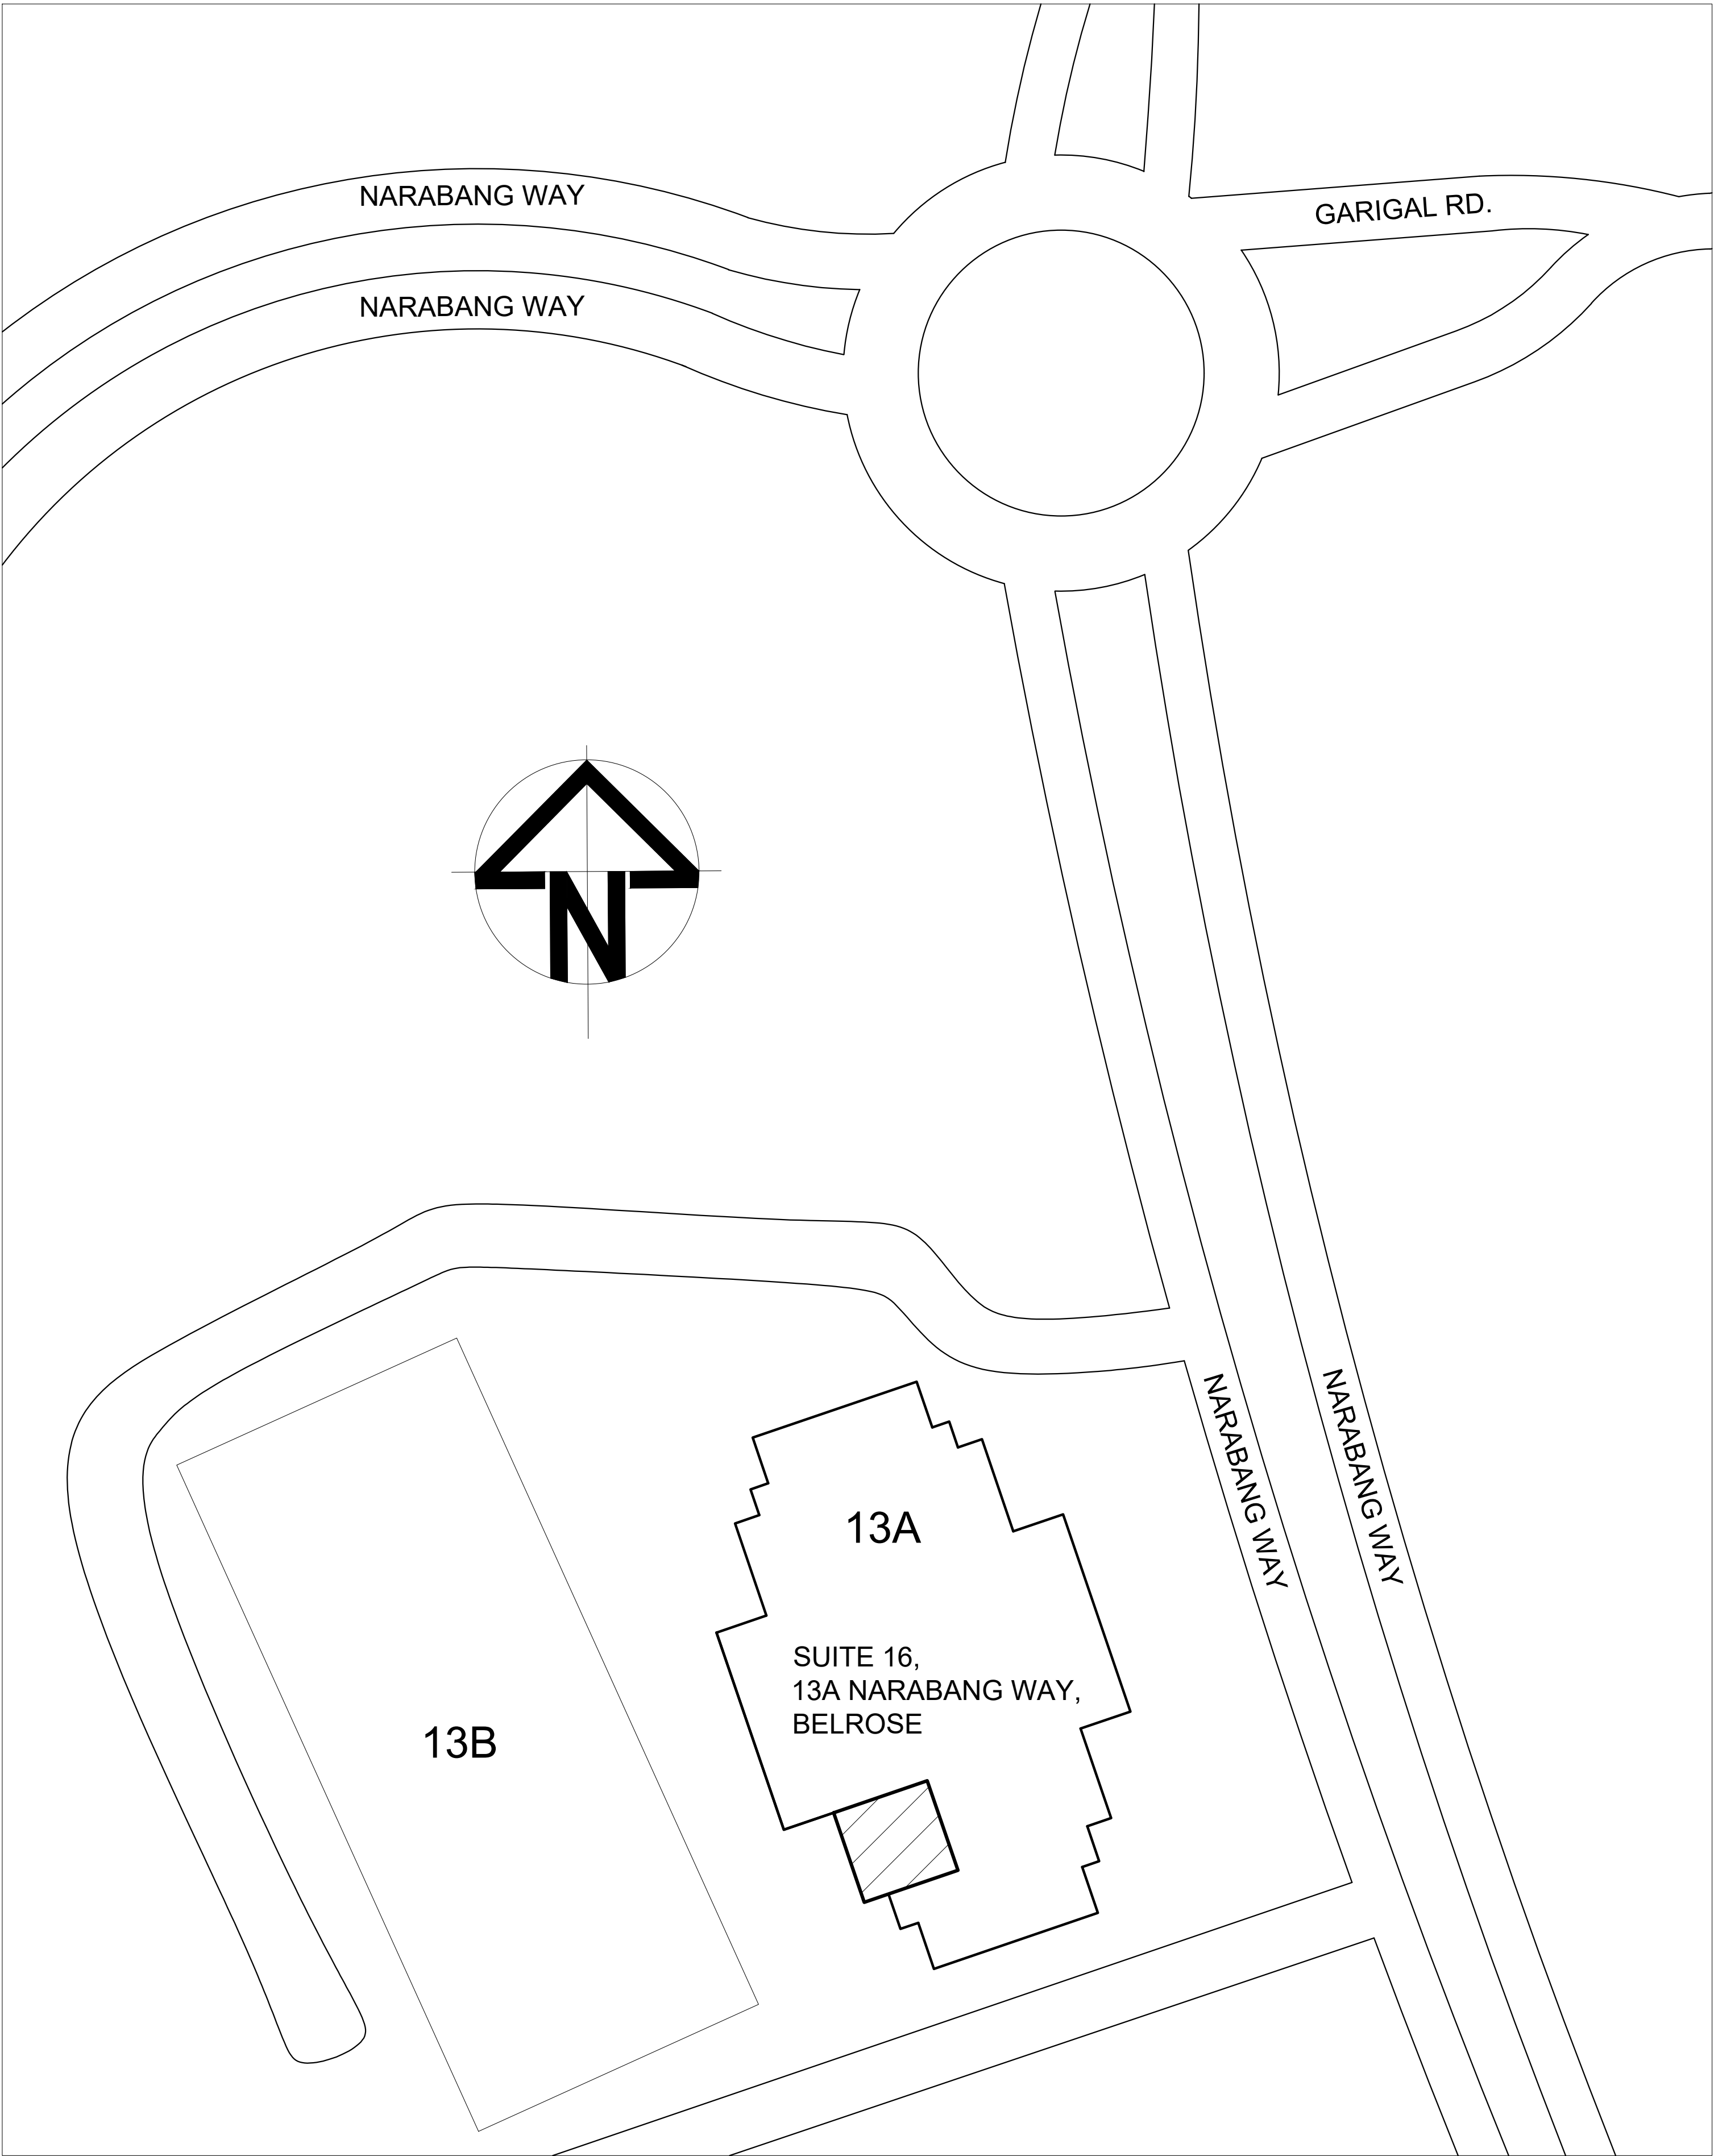 NARABANG WAY
GARIGAL RD.
NARABANG WAY
N
NARABANG WAY
NARABANG WAY
13A
SUITE 16,
13A NARABANG WAY,
BELROSE
13B